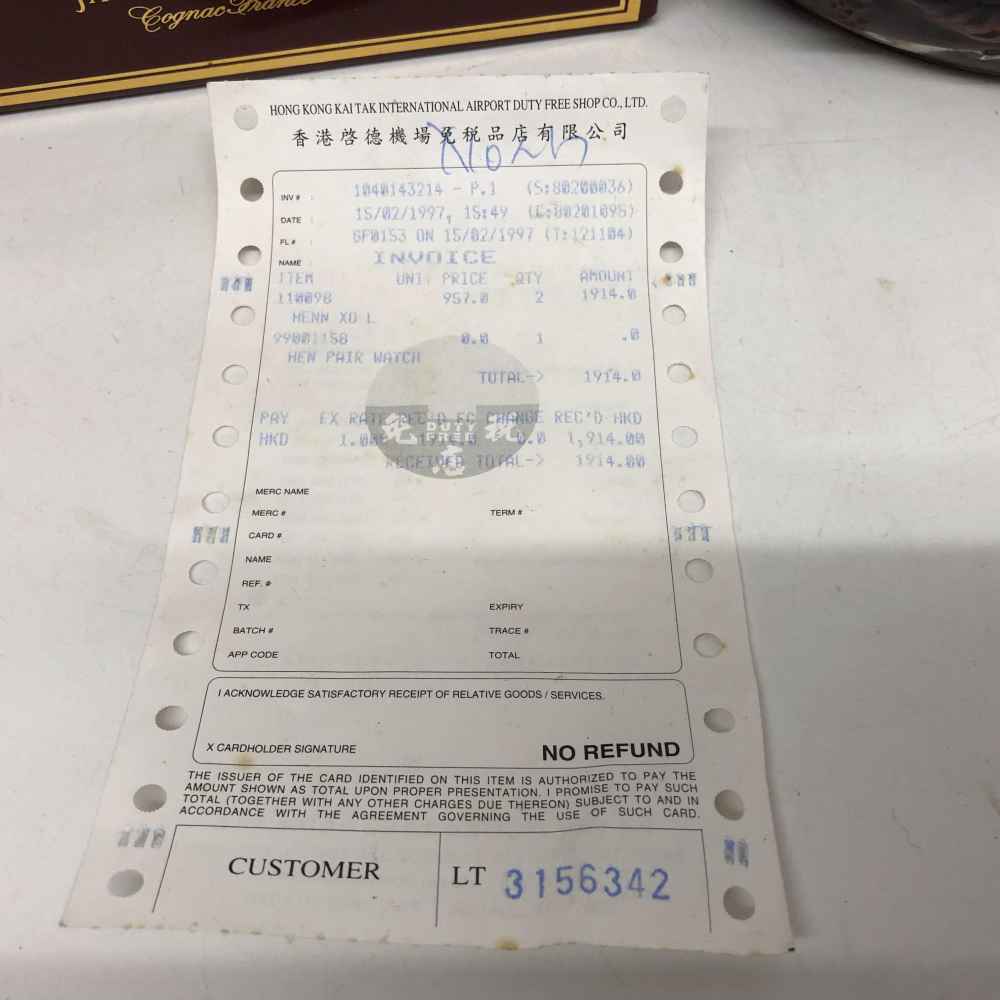 Cognac France
HONG KONG KAI TAK INTERNATIONAL AIRPORT DUTY FREE SHOP CO., LTD.
香港啓德機場免税品店有限公司
INV # : 1040143214 - P.1 (S:80200036)
DATE : 15/02/1997, 15:49 (C:80201095)
FL # : GF0153 ON 15/02/1997 (T:121104)
NAME : INVOICE
ITEM UNIT PRICE QTY AMOUNT
110098 957.0 2 1914.0
HENN XO L
99001158 0.0 1 .0
HEN PAIR WATCH
TOTAL-> 1914.0
PAY EX RATE REC'D FC CHANGE REC'D HKD
HKD 0.0 1,914.00
免 DUTY FREE 税
RECEIVED TOTAL-> 1914.00
MERC NAME
MERC # TERM #
CARD #
NAME
REF. #
TX EXPIRY
BATCH # TRACE #
APP CODE TOTAL
I ACKNOWLEDGE SATISFACTORY RECEIPT OF RELATIVE GOODS / SERVICES.
X CARDHOLDER SIGNATURE NO REFUND
THE ISSUER OF THE CARD IDENTIFIED ON THIS ITEM IS AUTHORIZED TO PAY THE
AMOUNT SHOWN AS TOTAL UPON PROPER PRESENTATION. I PROMISE TO PAY SUCH
TOTAL (TOGETHER WITH ANY OTHER CHARGES DUE THEREON) SUBJECT TO AND IN
ACCORDANCE WITH THE AGREEMENT GOVERNING THE USE OF SUCH CARD.
CUSTOMER LT 3156342